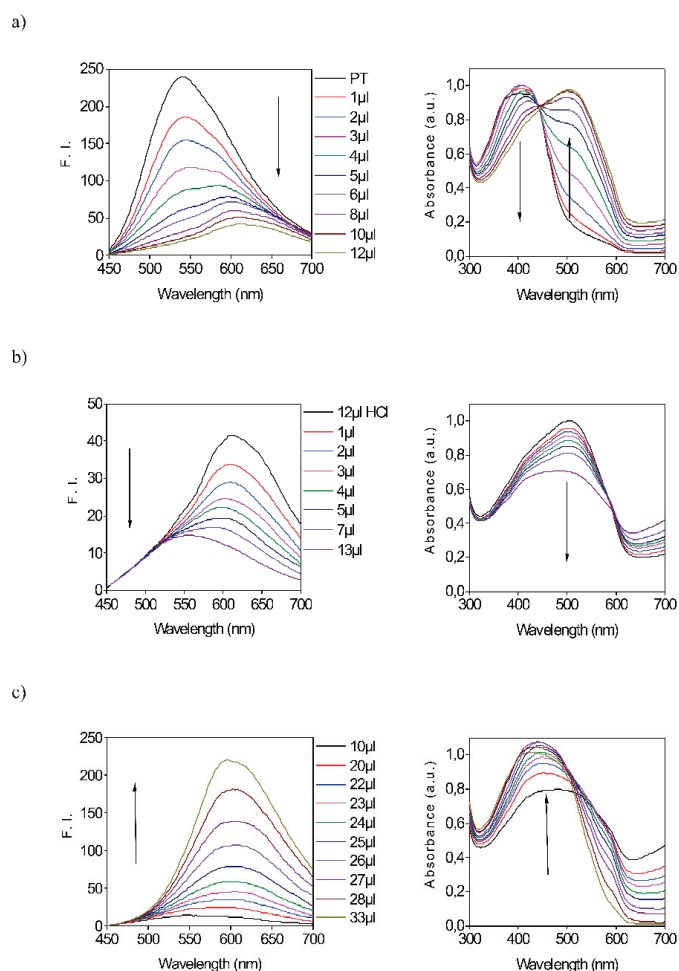 a)
250
200
150
100
50
0
F. I.
450 500 550 600 650 700
Wavelength (nm)
PT
1µl
2µl
3µl
4µl
5µl
6µl
8µl
10µl
12µl
1,0
0,8
0,6
0,4
0,2
0,0
Absorbance (a.u.)
300 400 500 600 700
Wavelength (nm)
b)
50
40
30
20
10
0
F. I.
450 500 550 600 650 700
Wavelength (nm)
12µl HCl
1µl
2µl
3µl
4µl
5µl
7µl
13µl
1,0
0,8
0,6
0,4
0,2
0,0
Absorbance (a.u.)
300 400 500 600 700
Wavelength (nm)
c)
250
200
150
100
50
0
F. I.
450 500 550 600 650 700
Wavelength (nm)
10µl
20µl
22µl
23µl
24µl
25µl
26µl
27µl
28µl
33µl
1,0
0,8
0,6
0,4
0,2
0,0
Absorbance (a.u.)
300 400 500 600 700
Wavelength (nm)